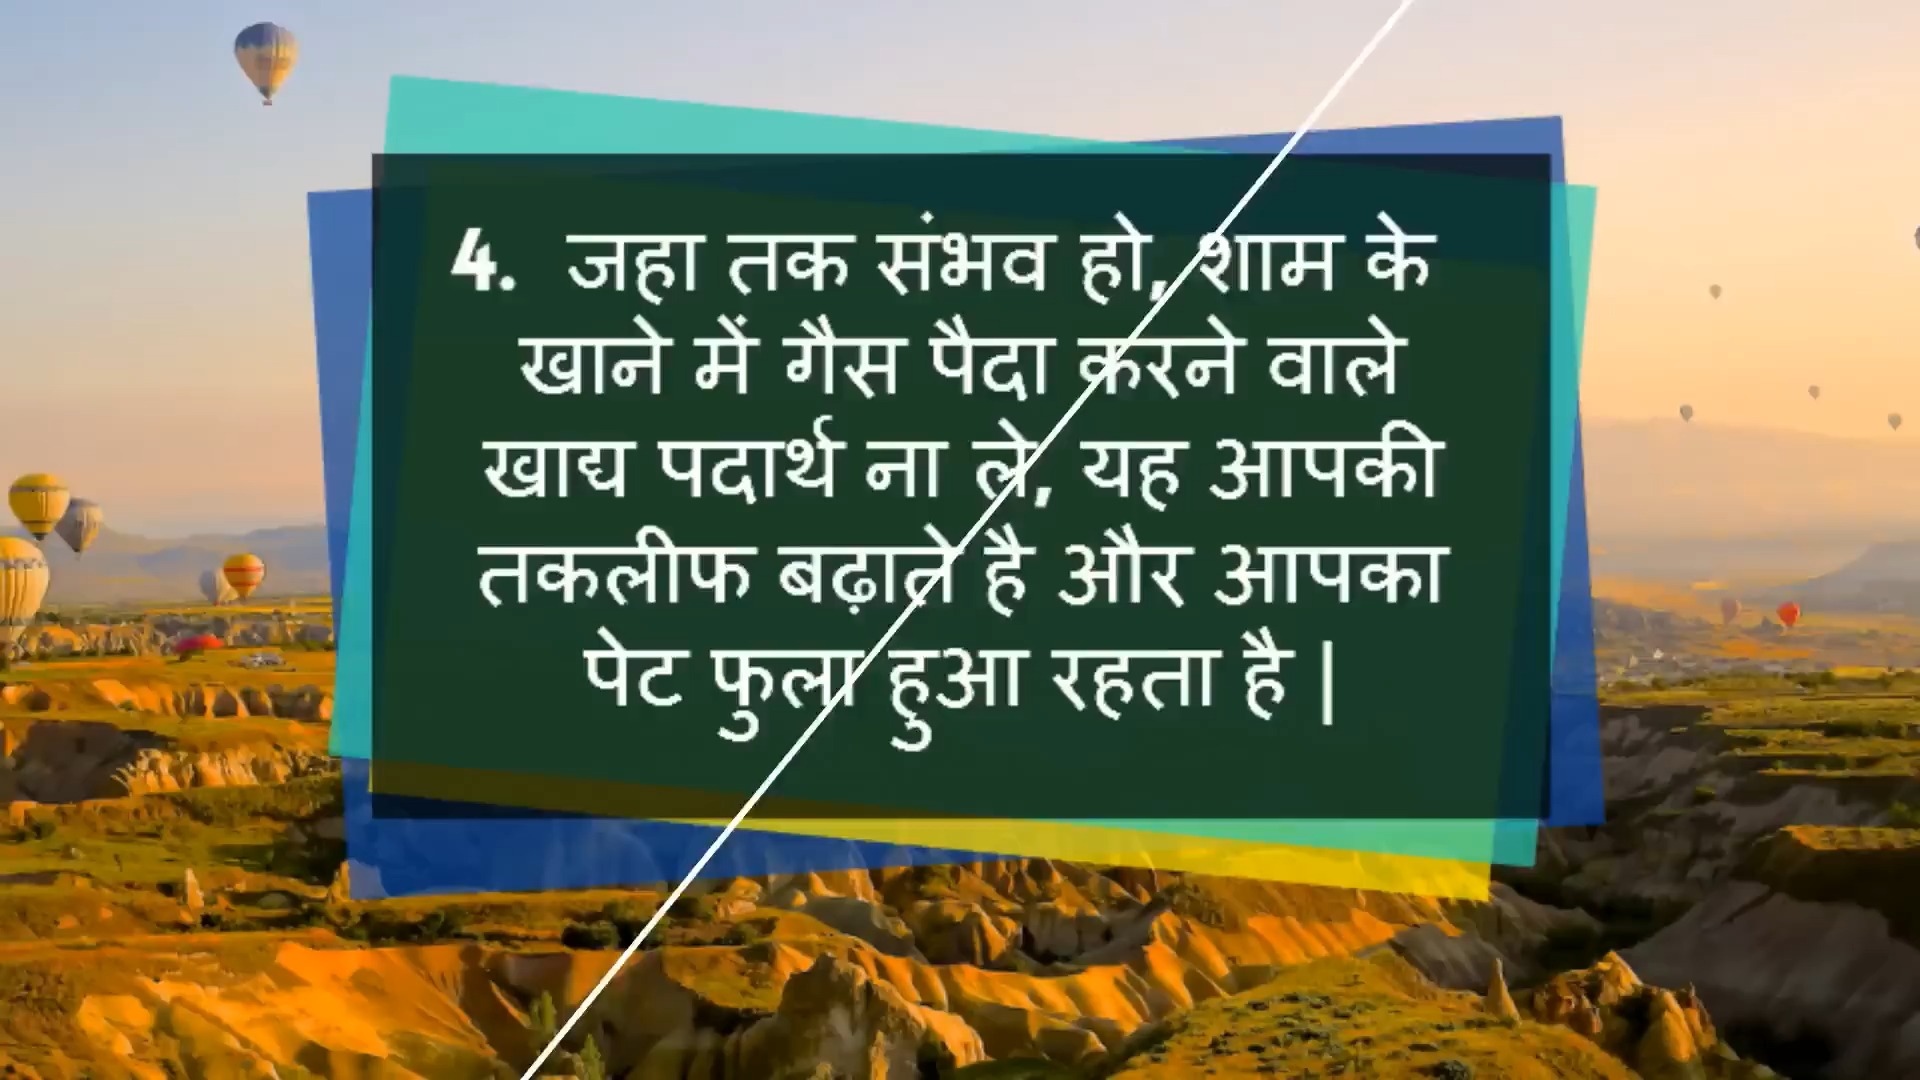 4. जहा तक संभव हो, शाम के
खाने में गैस पैदा करने वाले
खाद्य पदार्थ ना ले, यह आपकी
तकलीफ बढ़ाते है और आपका
पेट फुला हुआ रहता है |